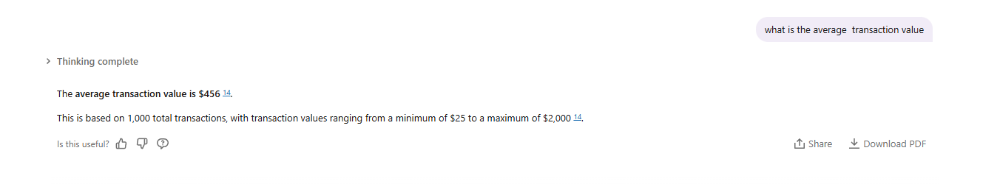 what is the average  transaction value
Thinking complete
The average transaction value is $456 14.
This is based on 1,000 total transactions, with transaction values ranging from a minimum of $25 to a maximum of $2,000 14.
Is this useful? Share Download PDF